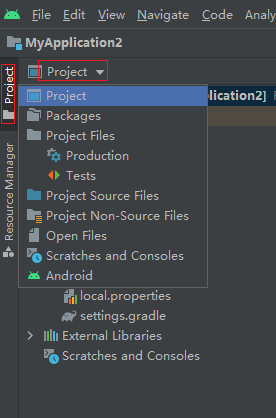 File Edit View Navigate Code Analy
MyApplication2
Project
Project
Resource Manager
Project
plication2]
Packages
Project Files
Production
Tests
Project Source Files
Project Non-Source Files
Open Files
Scratches and Consoles
Android
local.properties
settings.gradle
External Libraries
Scratches and Consoles